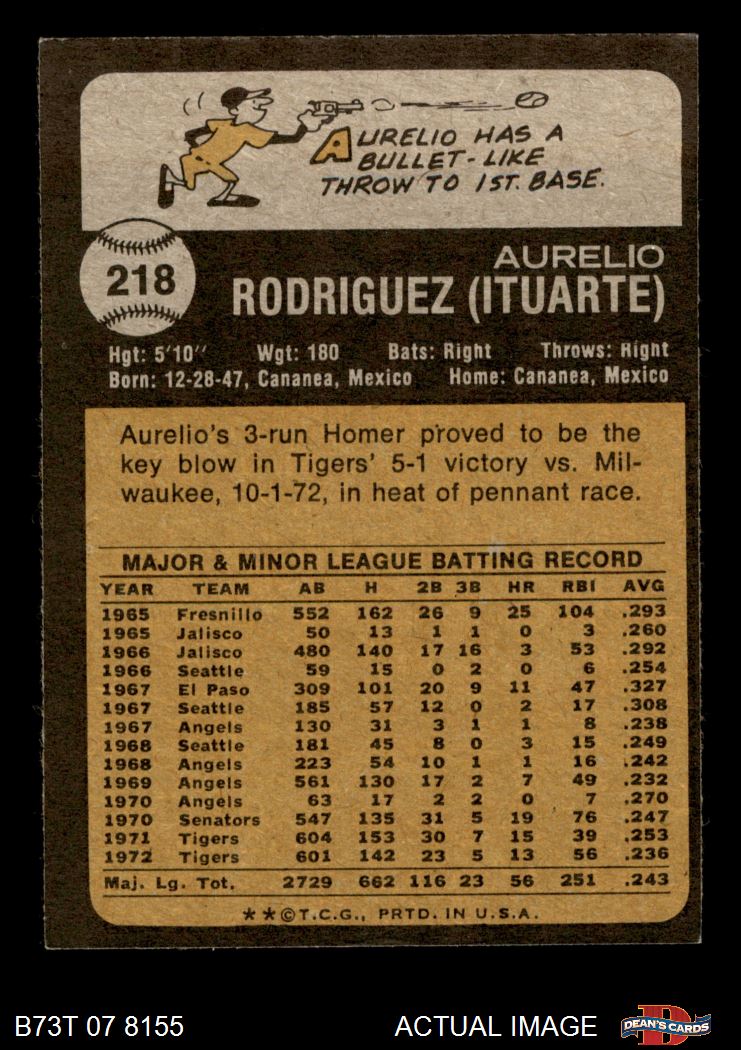 AURELIO HAS A
BULLET-LIKE
THROW TO 1ST. BASE.
218
AURELIO
RODRIGUEZ (ITUARTE)
Hgt: 5'10" Wgt: 180 Bats: Right Throws: Right
Born: 12-28-47, Cananea, Mexico Home: Cananea, Mexico
Aurelio's 3-run Homer proved to be the
key blow in Tigers' 5-1 victory vs. Mil-
waukee, 10-1-72, in heat of pennant race.
MAJOR & MINOR LEAGUE BATTING RECORD
YEAR TEAM AB H 2B 3B HR RBI AVG
1965 Fresnillo 552 162 26 9 25 104 .293
1965 Jalisco 50 13 1 1 0 3 .260
1966 Jalisco 480 140 17 16 3 53 .292
1966 Seattle 59 15 0 2 0 6 .254
1967 El Paso 309 101 20 9 11 47 .327
1967 Seattle 185 57 12 0 2 17 .308
1967 Angels 130 31 3 1 1 8 .238
1968 Seattle 181 45 8 0 3 15 .249
1968 Angels 223 54 10 1 1 16 .242
1969 Angels 561 130 17 2 7 49 .232
1970 Angels 63 17 2 2 0 7 .270
1970 Senators 547 135 31 5 19 76 .247
1971 Tigers 604 153 30 7 15 39 .253
1972 Tigers 601 142 23 5 13 56 .236
Maj. Lg. Tot. 2729 662 116 23 56 251 .243
★★©T.C.G., PRTD. IN U.S.A.
B73T 07 8155 ACTUAL IMAGE
D
DEAN'S CARDS